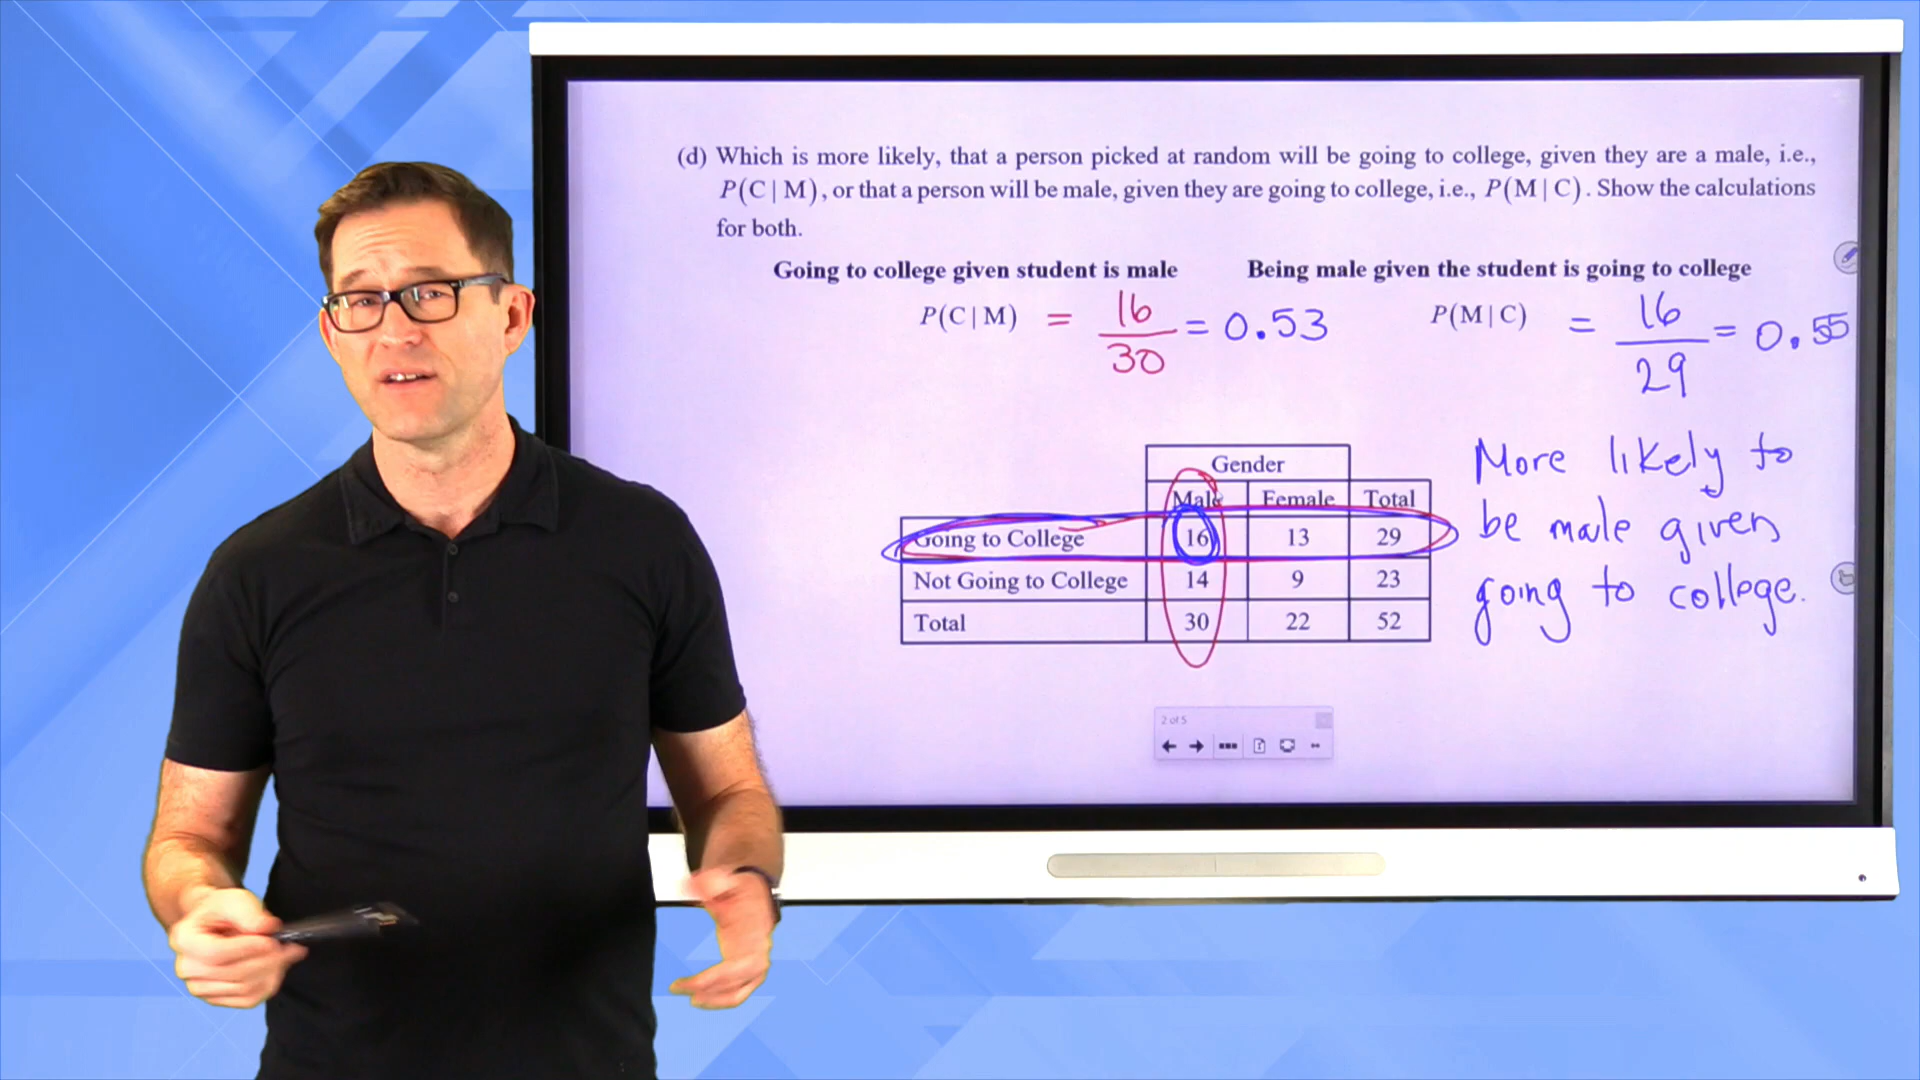 (d) Which is more likely, that a person picked at random will be going to college, given they are a male, i.e.,
P(C | M), or that a person will be male, given they are going to college, i.e., P(M | C). Show the calculations
for both.
Going to college given student is male
Being male given the student is going to college
P(C | M) = 16/30 = 0.53
P(M | C) = 16/29 = 0.55
Gender
Male Female Total
Going to College 16 13 29
Not Going to College 14 9 23
Total 30 22 52
More likely to
be male given
going to college.
2 of 5